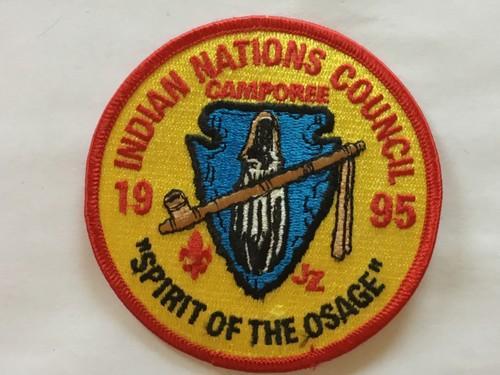 INDIAN NATIONS COUNCIL
CAMPOREE
19 95
JZ
"SPIRIT OF THE OSAGE"